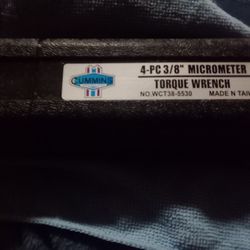 CUMMINS
4-PC 3/8" MICROMETER
TORQUE WRENCH
NO.WCT38-5530 MADE N TAI